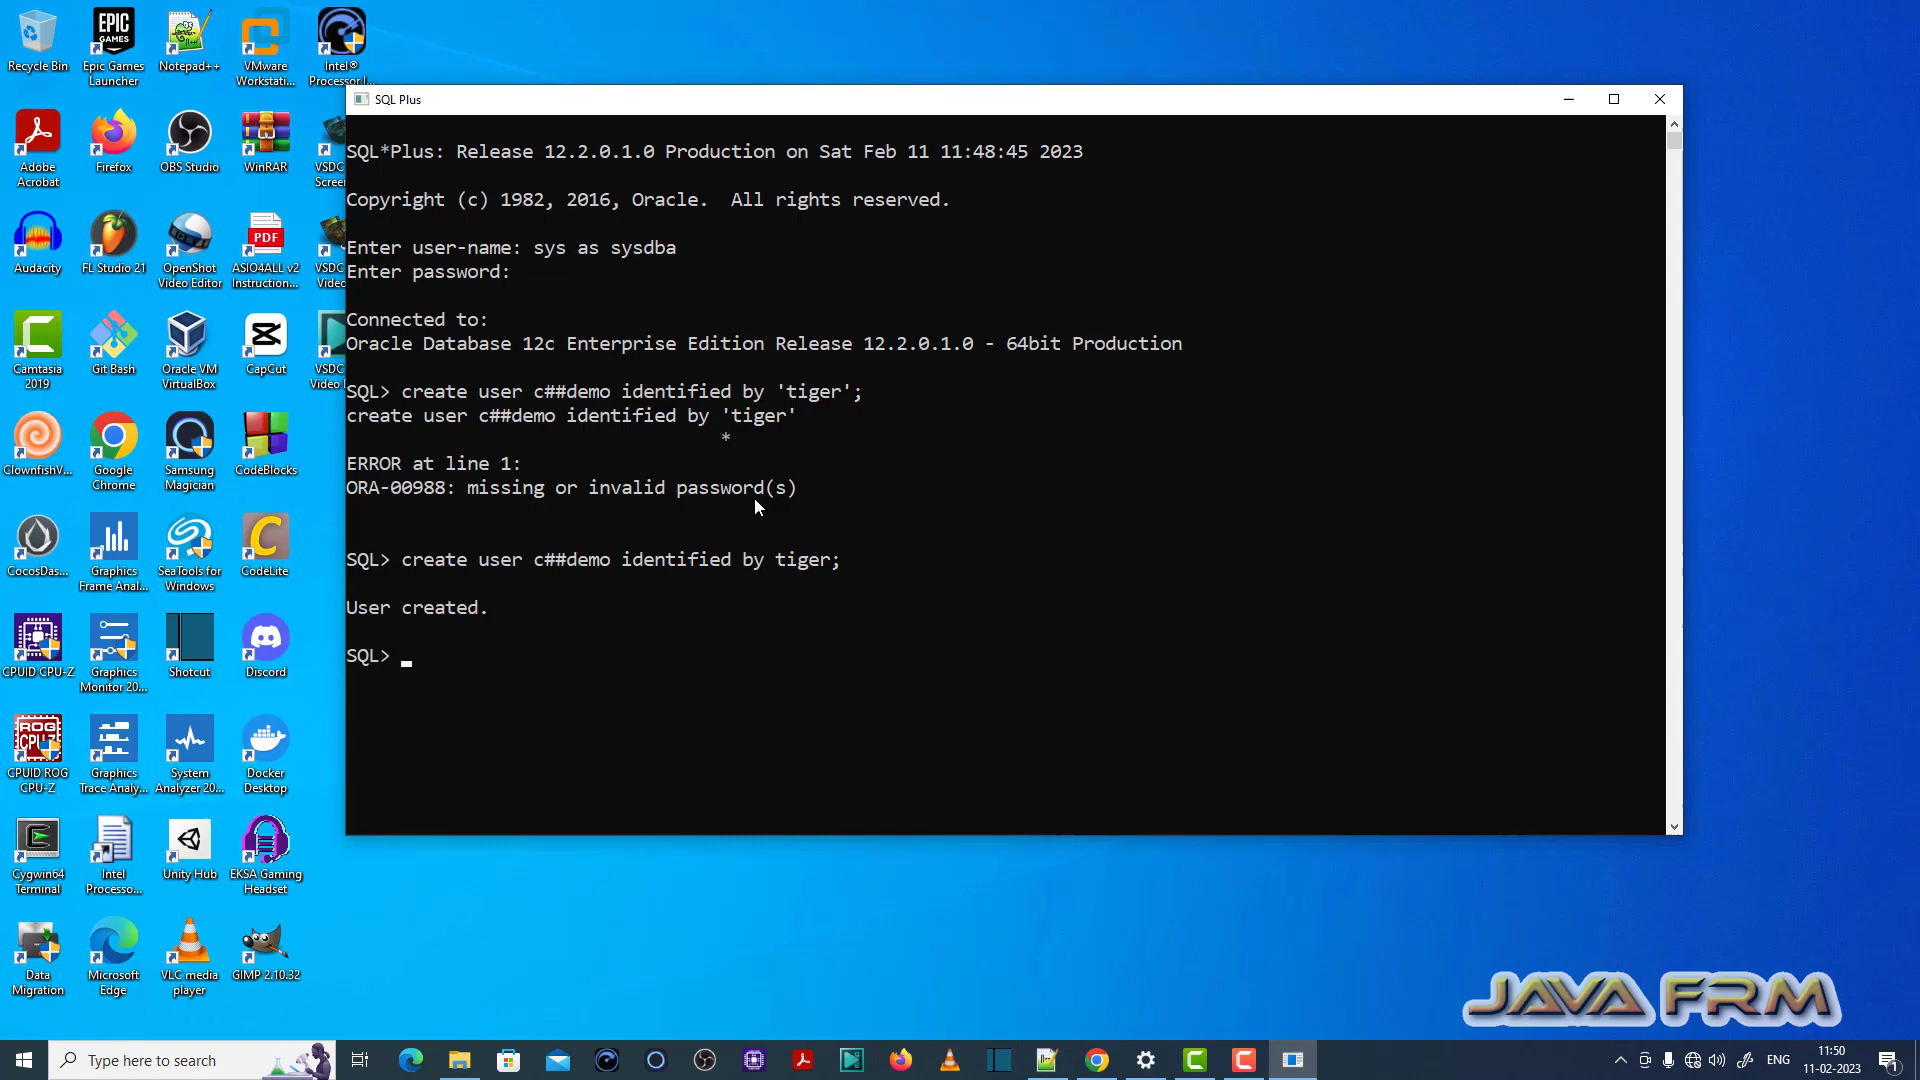 Recycle Bin
Epic Games
Launcher
Notepad++
VMware
Workstati...
Intel®
Processor I...
Adobe
Acrobat
Firefox
OBS Studio
WinRAR
VSDC
Audacity
FL Studio 21
OpenShot
Video Editor
PDF
ASIO4ALL v2
Instruction...
VSDC
Camtasia
2019
Git Bash
Oracle VM
VirtualBox
CapCut
VSDC
ClownfishV...
Google
Chrome
Samsung
Magician
CodeBlocks
CocosDas...
Graphics
Frame Anal...
SeaTools for
Windows
CodeLite
CPUID CPU-Z
Graphics
Monitor 20...
Shotcut
Discord
CPUID ROG
CPU-Z
Graphics
Trace Analy...
System
Analyzer 20...
Docker
Desktop
Cygwin64
Terminal
Intel
Processo...
Unity Hub
EKSA Gaming
Headset
Data
Migration
Microsoft
Edge
VLC media
player
GIMP 2.10.32
SQL Plus
SQL*Plus: Release 12.2.0.1.0 Production on Sat Feb 11 11:48:45 2023
Copyright (c) 1982, 2016, Oracle.  All rights reserved.
Enter user-name: sys as sysdba
Enter password:
Connected to:
Oracle Database 12c Enterprise Edition Release 12.2.0.1.0 - 64bit Production
SQL> create user c##demo identified by 'tiger';
create user c##demo identified by 'tiger'
*
ERROR at line 1:
ORA-00988: missing or invalid password(s)
SQL> create user c##demo identified by tiger;
User created.
SQL>
JAVA FRM
Type here to search
ENG
11:50
11-02-2023
1